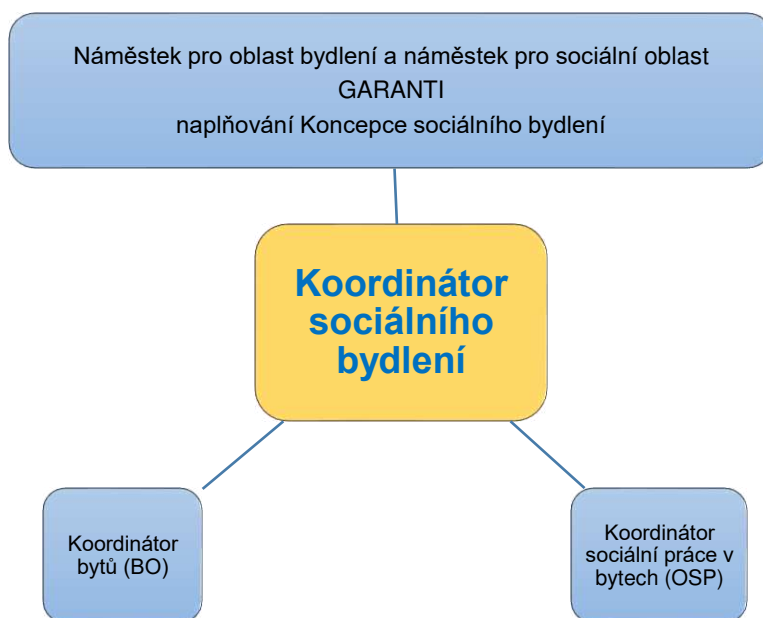 Náměstek pro oblast bydlení a náměstek pro sociální oblast
GARANTI
naplňování Koncepce sociálního bydlení
Koordinátor
sociálního
bydlení
Koordinátor
bytů (BO)
Koordinátor
sociální práce v
bytech (OSP)